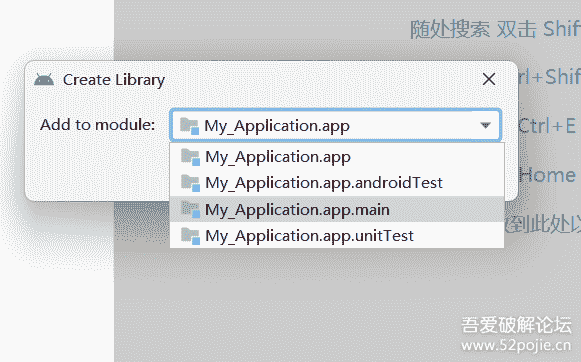 随处搜索 双击 Shif
Create Library
rl+Shif
Add to module:
My_Application.app
Ctrl+E
My_Application.app
My_Application.app.androidTest
Home
My_Application.app.main
到此处以
My_Application.app.unitTest
吾爱破解论坛
www.52pojie.cn